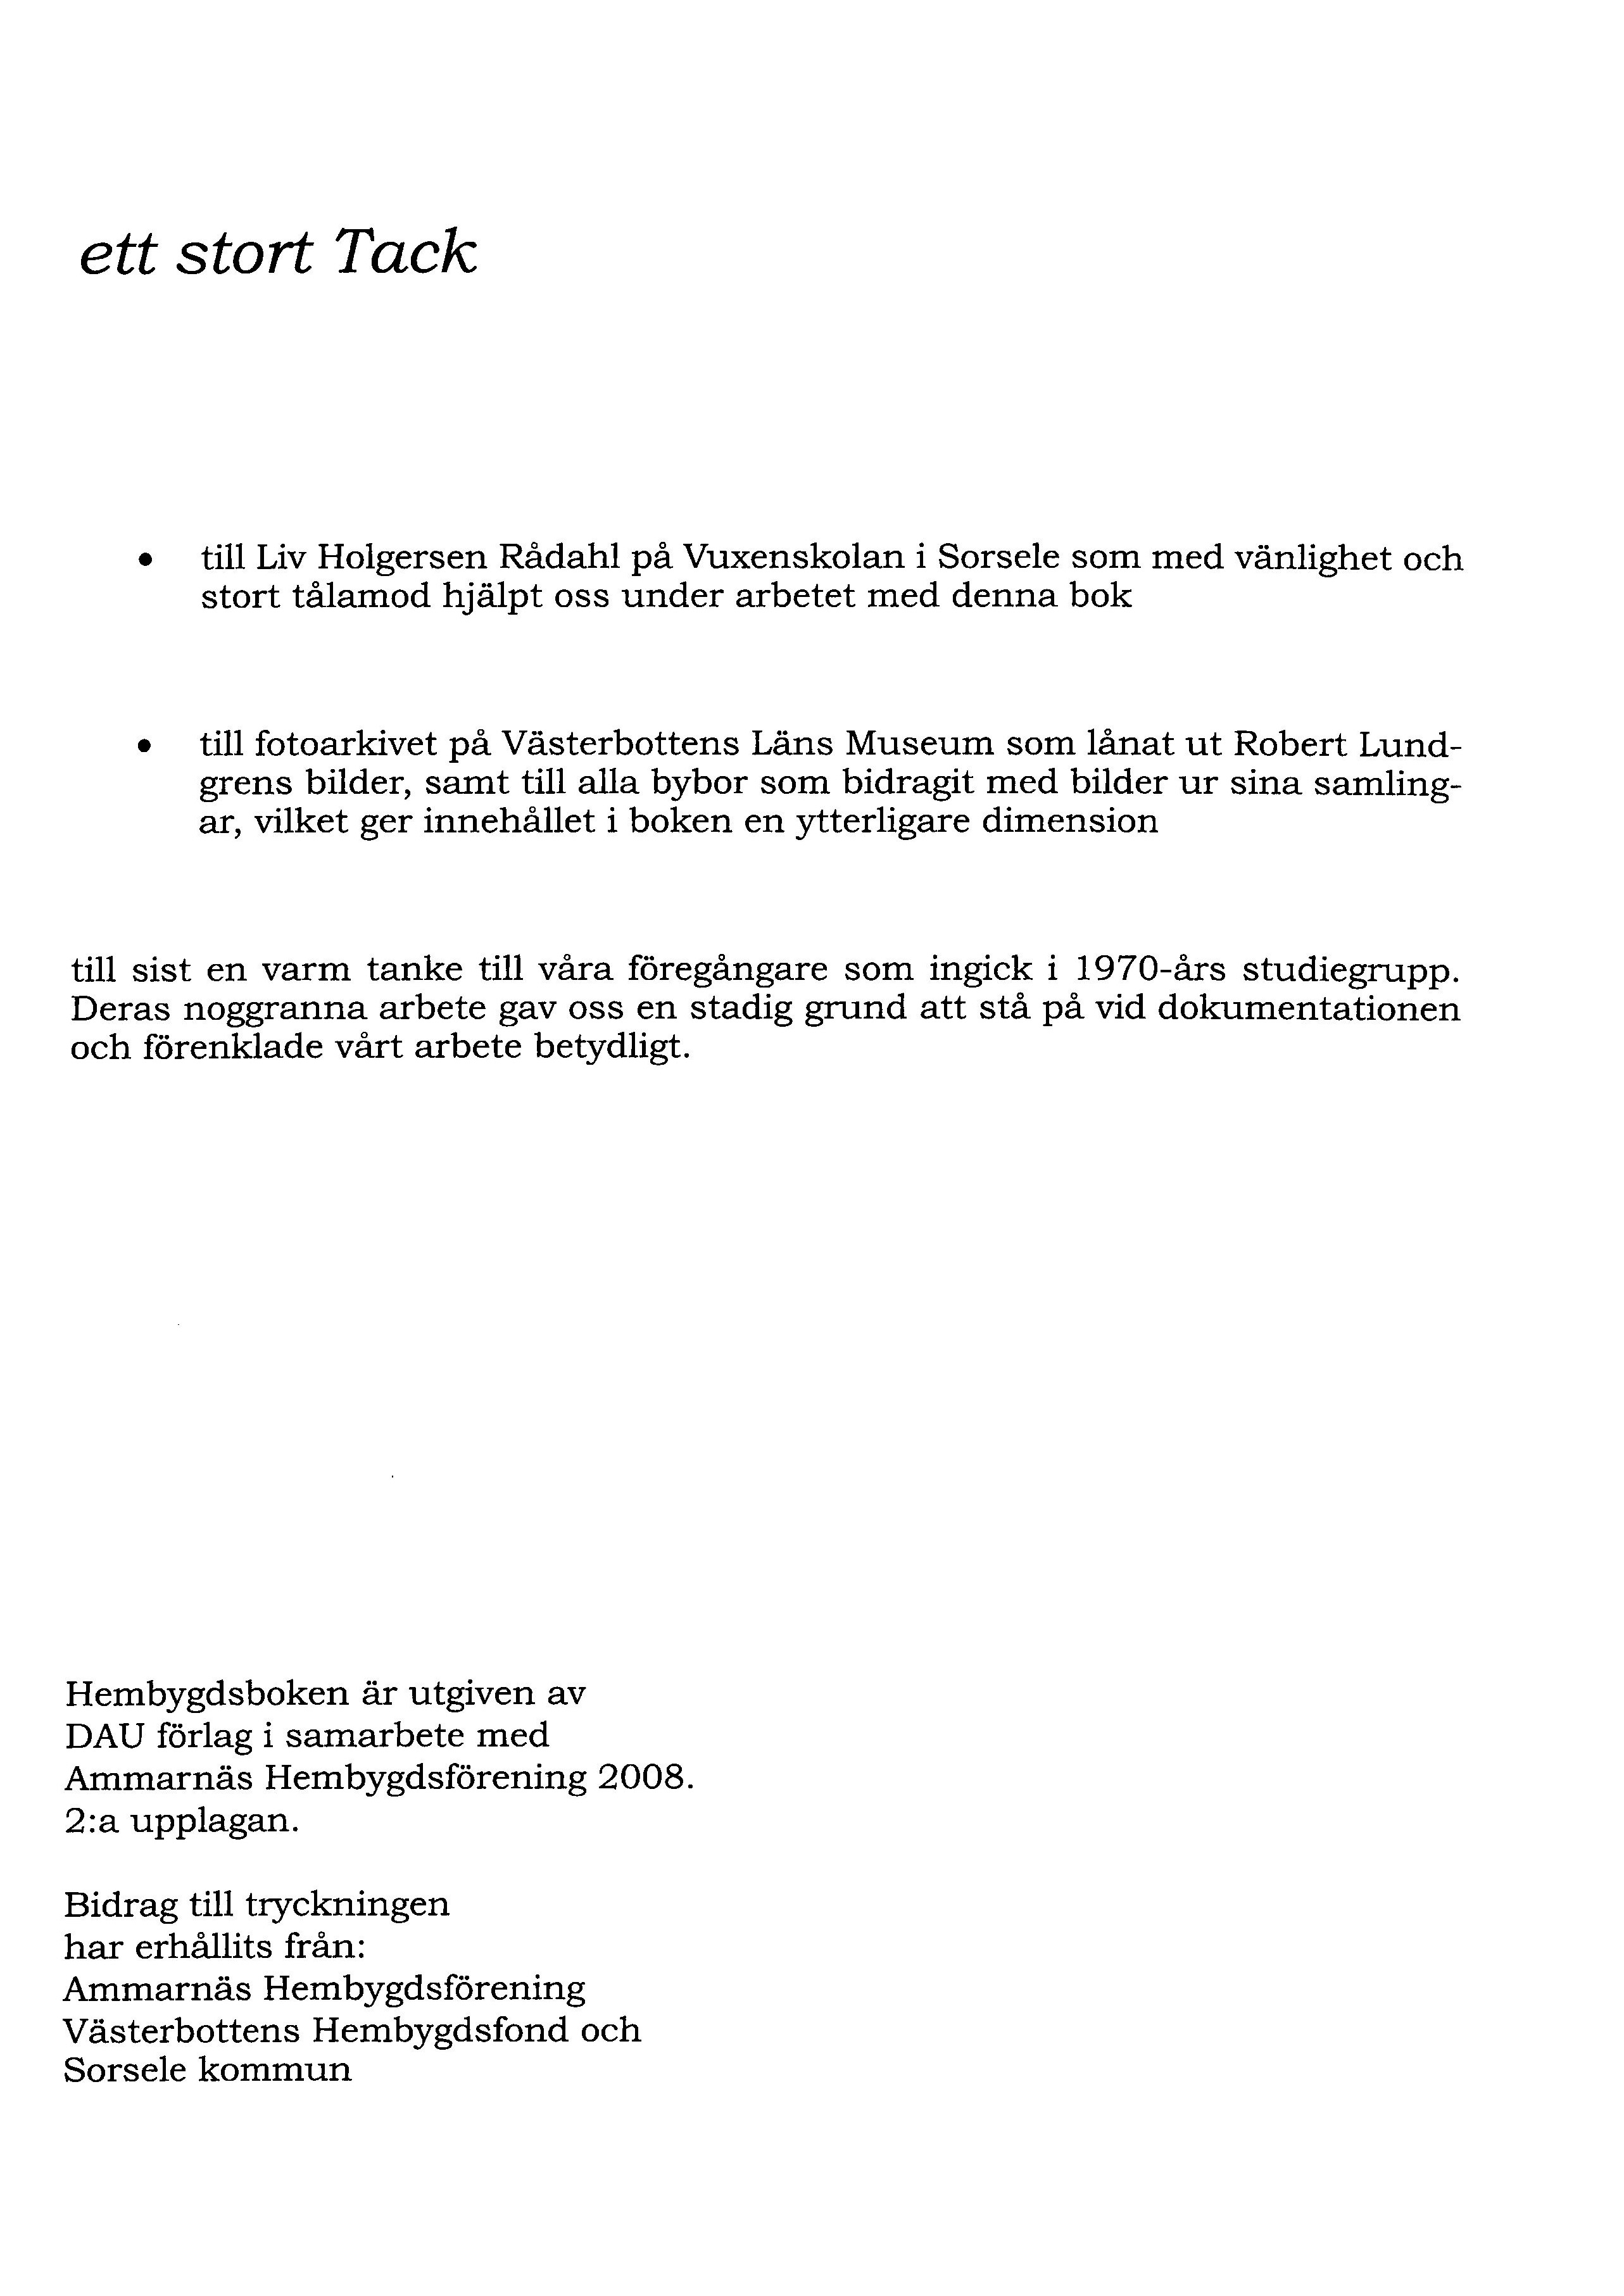 ett stort Tack
• till Liv Holgersen Rådahl på Vuxenskolan i Sorsele som med vänlighet och
stort tålamod hjälpt oss under arbetet med denna bok
• till fotoarkivet på Västerbottens Läns Museum som lånat ut Robert Lund-
grens bilder, samt till alla bybor som bidragit med bilder ur sina samling-
ar, vilket ger innehållet i boken en ytterligare dimension
till sist en varm tanke till våra föregångare som ingick i 1970-års studiegrupp.
Deras noggranna arbete gav oss en stadig grund att stå på vid dokumentationen
och förenklade vårt arbete betydligt.
Hembygdsboken är utgiven av
DAU förlag i samarbete med
Ammarnäs Hembygdsförening 2008.
2:a upplagan.
Bidrag till tryckningen
har erhållits från:
Ammarnäs Hembygdsförening
Västerbottens Hembygdsfond och
Sorsele kommun